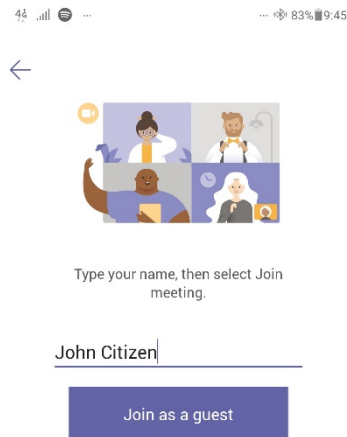 4G ... ... 83% 9:45
Type your name, then select Join
meeting.
John Citizen
Join as a guest